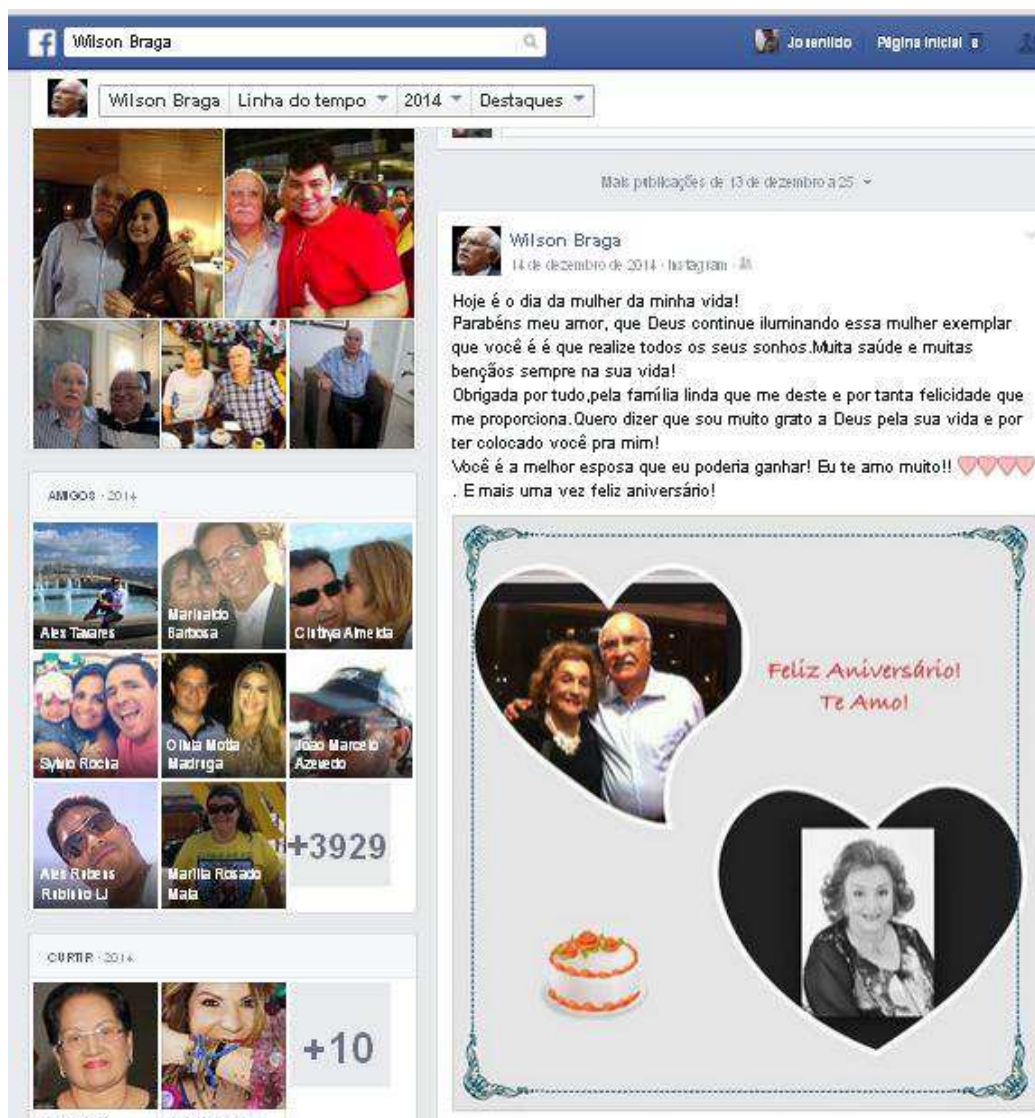 f
Wilson Braga
Josenildo Página inicial 8
Wilson Braga Linha do tempo 2014 Destaques
Mais publicações de 13 de dezembro a 25
Wilson Braga
14 de dezembro de 2014 · Instagram ·
Hoje é o dia da mulher da minha vida!
Parabéns meu amor, que Deus continue iluminando essa mulher exemplar
que você é é que realize todos os seus sonhos.Muita saúde e muitas
bençãos sempre na sua vida!
Obrigada por tudo,pela família linda que me deste e por tanta felicidade que
me proporciona.Quero dizer que sou muito grato a Deus pela sua vida e por
ter colocado você pra mim!
Você é a melhor esposa que eu poderia ganhar! Eu te amo muito!!
. E mais uma vez feliz aniversário!
Feliz Aniversário!
Te Amo!
AMIGOS · 2014
Alex Tavares
Marinaldo
Barbosa
Cinthya Almeida
Sylvio Rocha
Olivia Motta
Madruga
João Marcelo
Azevedo
Alex Rubens
Rubinho LJ
Marilia Rosado
Maia
+3929
CURTIR · 2014
+10